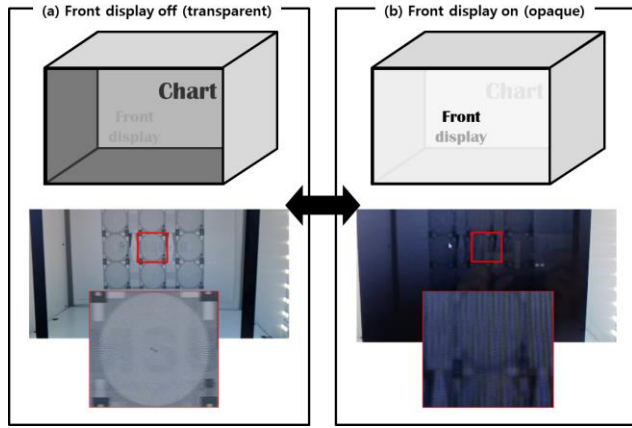 (a) Front display off (transparent)
Chart
Front
display
(b) Front display on (opaque)
Chart
Front
display